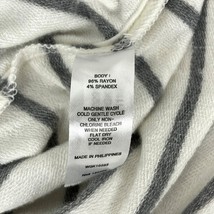 BODY :
96% RAYON
4% SPANDEX
MACHINE WASH
COLD GENTLE CYCLE
ONLY NON-
CHLORINE BLEACH
WHEN NEEDED
FLAT DRY
COOL IRON
IF NEEDED
MADE IN PHILIPPINES